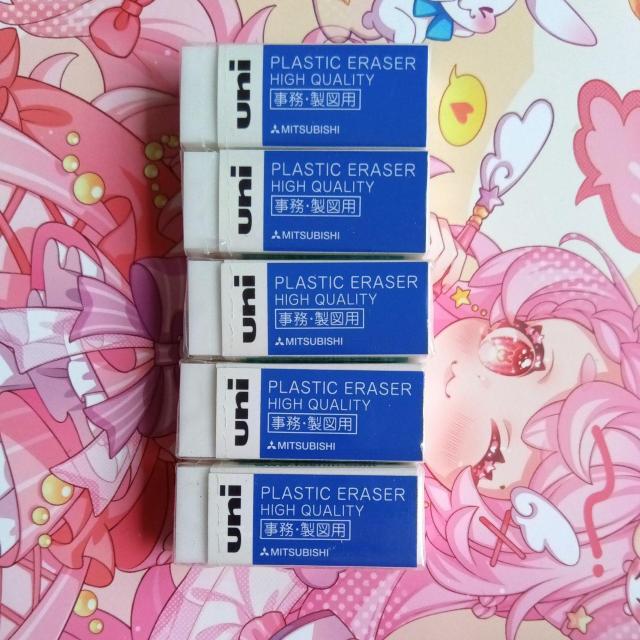 uni
PLASTIC ERASER
HIGH QUALITY
事務・製図用
MITSUBISHI
uni
PLASTIC ERASER
HIGH QUALITY
事務・製図用
MITSUBISHI
uni
PLASTIC ERASER
HIGH QUALITY
事務・製図用
MITSUBISHI
uni
PLASTIC ERASER
HIGH QUALITY
事務・製図用
MITSUBISHI
uni
PLASTIC ERASER
HIGH QUALITY
事務・製図用
MITSUBISHI